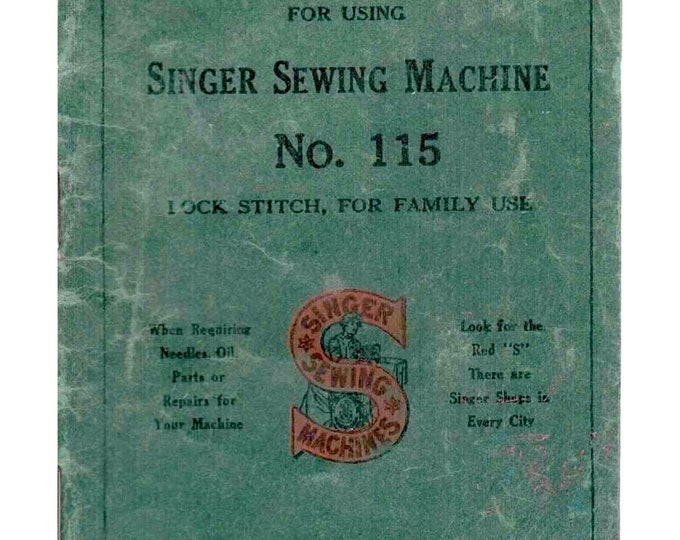 FOR USING
SINGER SEWING MACHINE
No. 115
LOCK STITCH, FOR FAMILY USE
When Requiring
Needles, Oil,
Parts or
Repairs for
Your Machine
SINGER
SEWING
MACHINES
Look for the
Red "S"
There are
Singer Shops in
Every City